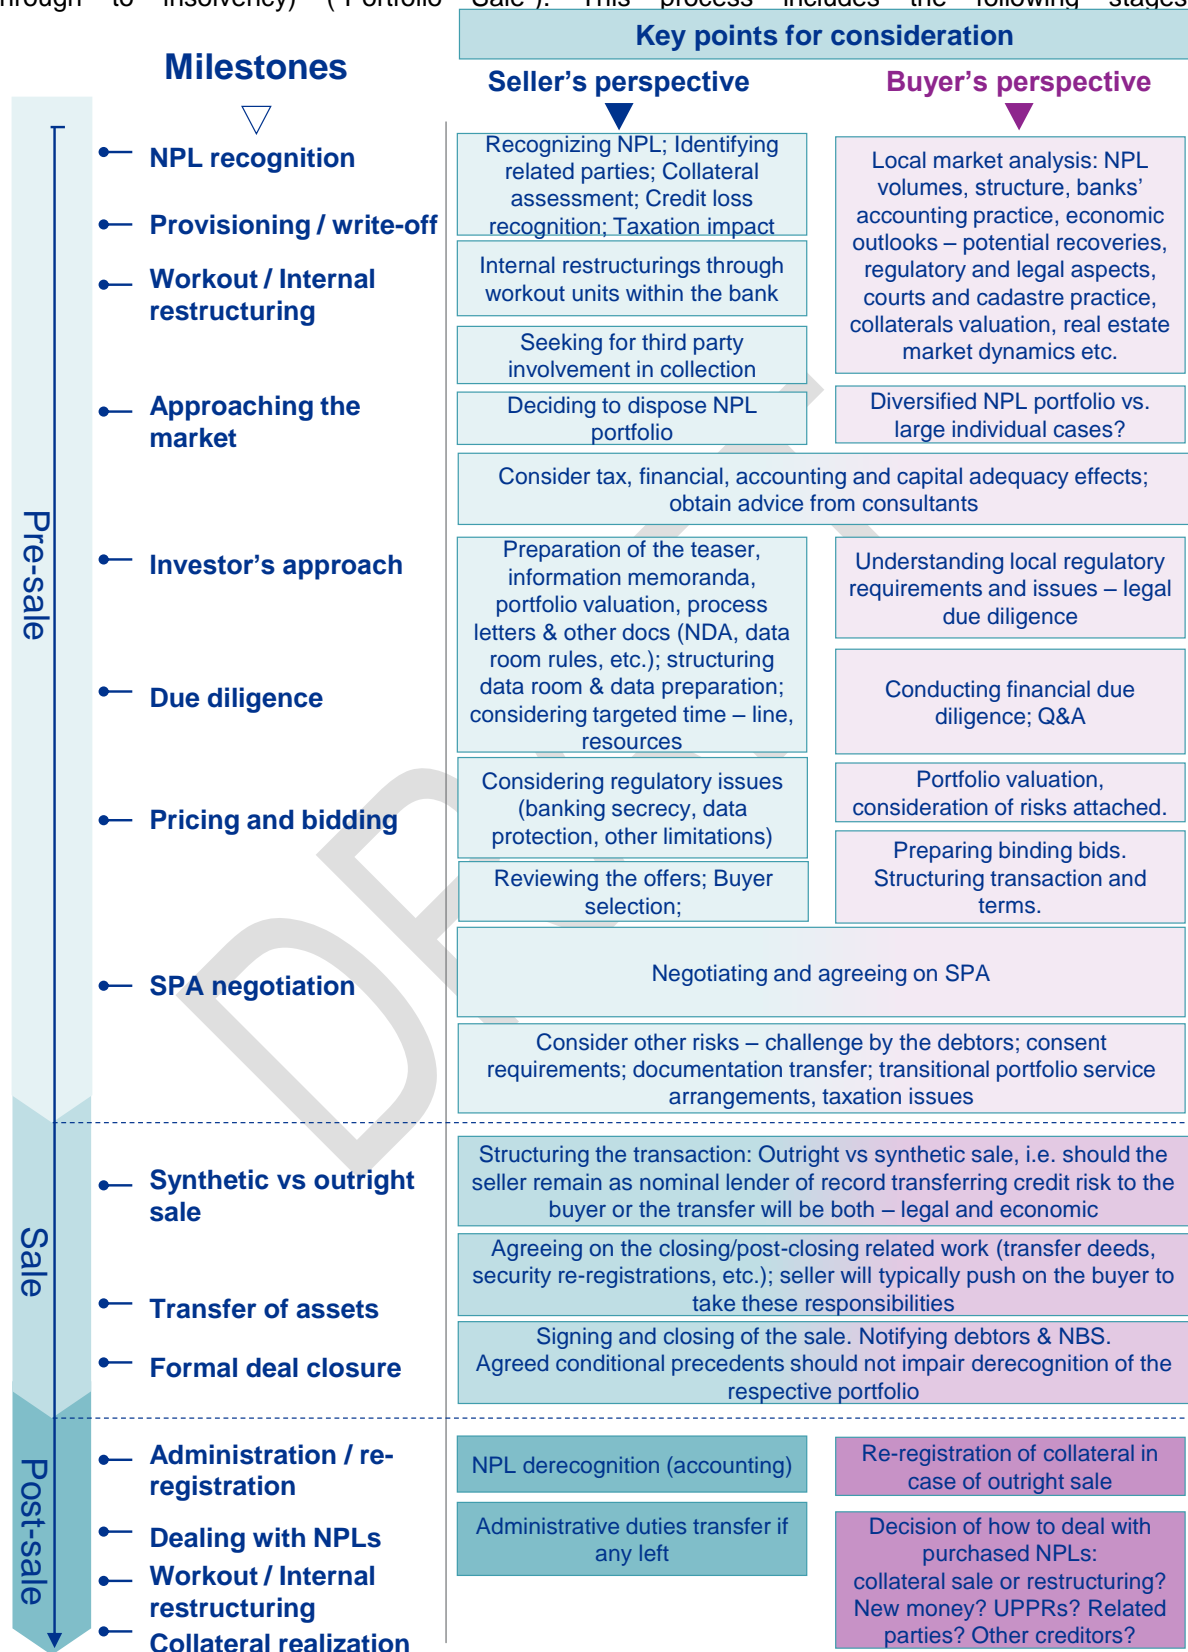 through to insolvency) ("Portfolio Sale"). This process includes the following stages
Key points for consideration
Milestones
Seller's perspective
Buyer's perspective
Pre-sale
NPL recognition
Provisioning / write-off
Workout / Internal
restructuring
Approaching the
market
Investor's approach
Due diligence
Pricing and bidding
SPA negotiation
Recognizing NPL; Identifying
related parties; Collateral
assessment; Credit loss
recognition; Taxation impact
Internal restructurings through
workout units within the bank
Seeking for third party
involvement in collection
Deciding to dispose NPL
portfolio
Local market analysis: NPL
volumes, structure, banks'
accounting practice, economic
outlooks – potential recoveries,
regulatory and legal aspects,
courts and cadastre practice,
collaterals valuation, real estate
market dynamics etc.
Diversified NPL portfolio vs.
large individual cases?
Consider tax, financial, accounting and capital adequacy effects;
obtain advice from consultants
Preparation of the teaser,
information memoranda,
portfolio valuation, process
letters & other docs (NDA, data
room rules, etc.); structuring
data room & data preparation;
considering targeted time – line,
resources
Considering regulatory issues
(banking secrecy, data
protection, other limitations)
Reviewing the offers; Buyer
selection;
Understanding local regulatory
requirements and issues – legal
due diligence
Conducting financial due
diligence; Q&A
Portfolio valuation,
consideration of risks attached.
Preparing binding bids.
Structuring transaction and
terms.
Negotiating and agreeing on SPA
Consider other risks – challenge by the debtors; consent
requirements; documentation transfer; transitional portfolio service
arrangements, taxation issues
Sale
Synthetic vs outright
sale
Transfer of assets
Formal deal closure
Structuring the transaction: Outright vs synthetic sale, i.e. should the
seller remain as nominal lender of record transferring credit risk to the
buyer or the transfer will be both – legal and economic
Agreeing on the closing/post-closing related work (transfer deeds,
security re-registrations, etc.); seller will typically push on the buyer to
take these responsibilities
Signing and closing of the sale. Notifying debtors & NBS.
Agreed conditional precedents should not impair derecognition of the
respective portfolio
Post-sale
Administration / re-
registration
Dealing with NPLs
Workout / Internal
restructuring
Collateral realization
NPL derecognition (accounting)
Administrative duties transfer if
any left
Re-registration of collateral in
case of outright sale
Decision of how to deal with
purchased NPLs:
collateral sale or restructuring?
New money? UPPRs? Related
parties? Other creditors?
DRAFT